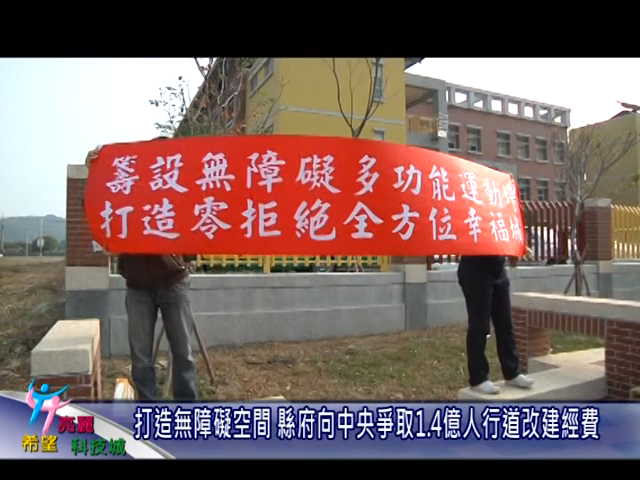 籌設無障礙多功能運動
打造零拒絕全方位幸福城
亮麗
希望 科技城
打造無障礙空間 縣府向中央爭取1.4億人行道改建經費